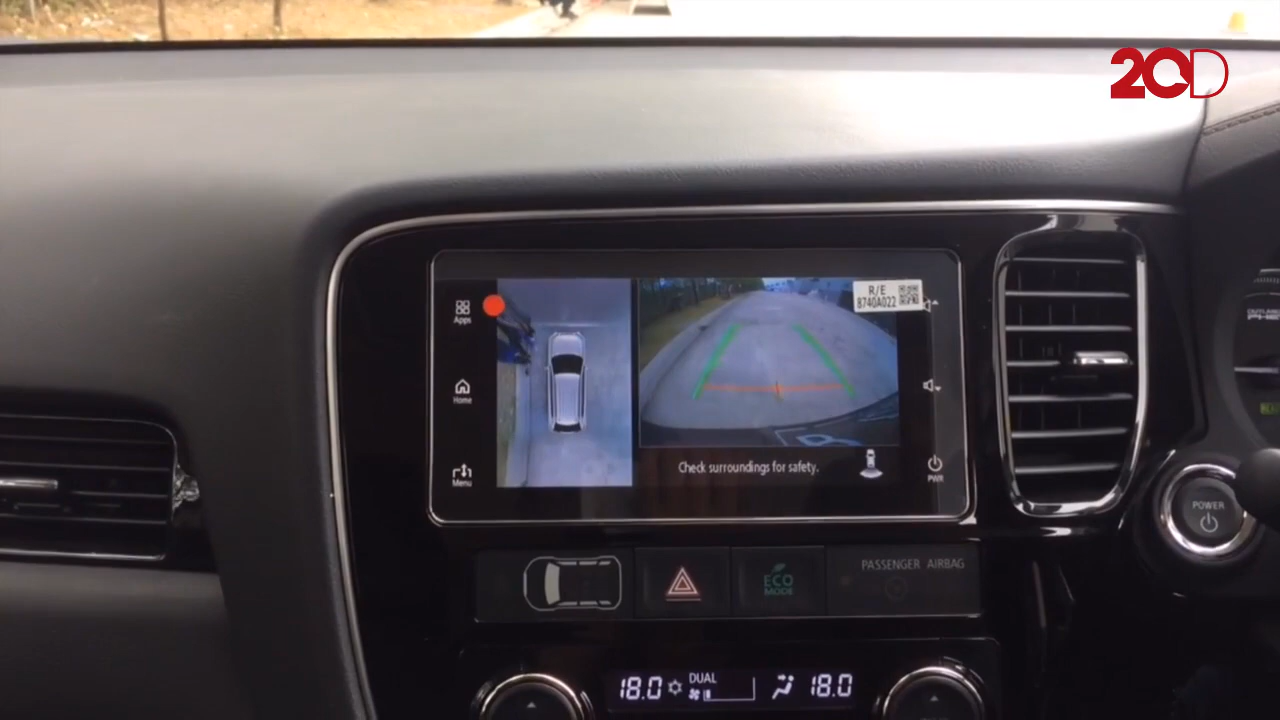 20D
R/E
8740A022
Apps
Home
Menu
Check surroundings for safety.
PWR
POWER
ECO
MODE
PASSENGER AIRBAG
18.0
DUAL
18.0